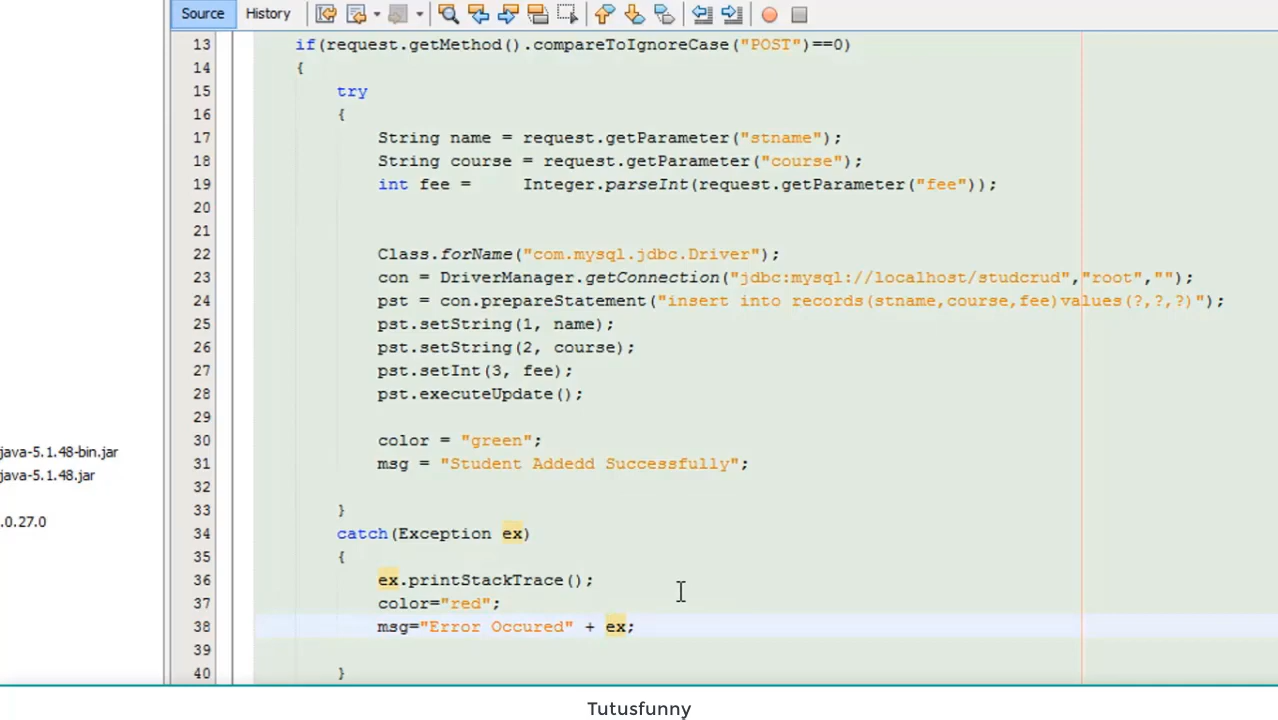 Source History
13 if(request.getMethod().compareToIgnoreCase("POST")==0)
14 {
15 try
16 {
17 String name = request.getParameter("stname");
18 String course = request.getParameter("course");
19 int fee = Integer.parseInt(request.getParameter("fee"));
20
21
22 Class.forName("com.mysql.jdbc.Driver");
23 con = DriverManager.getConnection("jdbc:mysql://localhost/studcrud","root","");
24 pst = con.prepareStatement("insert into records(stname,course,fee)values(?,?,?)");
25 pst.setString(1, name);
26 pst.setString(2, course);
27 pst.setInt(3, fee);
28 pst.executeUpdate();
29
30 color = "green";
java-5.1.48-bin.jar
31 msg = "Student Addedd Successfully";
java-5.1.48.jar
32
33 }
.0.27.0
34 catch(Exception ex)
35 {
36 ex.printStackTrace();
37 color="red";
38 msg="Error Occured" + ex;
39
40 }
Tutusfunny